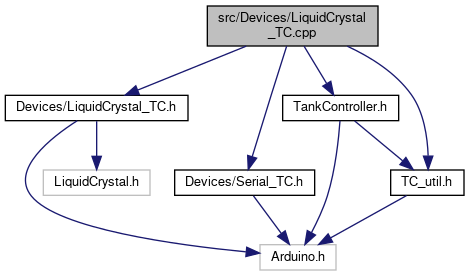 src/Devices/LiquidCrystal
_TC.cpp
Devices/LiquidCrystal_TC.h
TankController.h
LiquidCrystal.h
Devices/Serial_TC.h
TC_util.h
Arduino.h